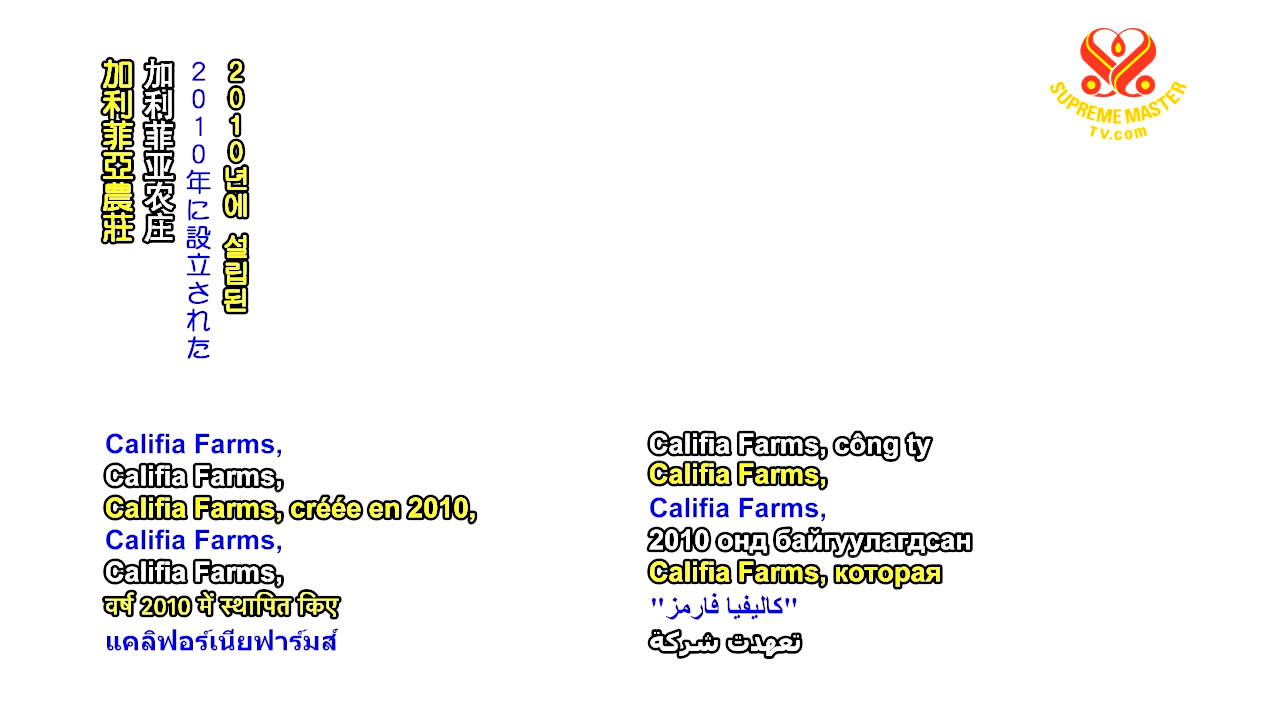 加利菲亞農莊
加利菲亚农庄
2010年に設立された
2010년에 설립된
SUPREME MASTER
TV.com
Califia Farms,
Califia Farms,
Califia Farms, créée en 2010,
Califia Farms,
Califia Farms,
वर्ष 2010 में स्थापित किए
แคลิฟอร์เนียฟาร์มส์
Califia Farms, công ty
Califia Farms,
Califia Farms,
2010 онд байгуулагдсан
Califia Farms, которая
"كاليفيا فارمز"
تعهدت شركة